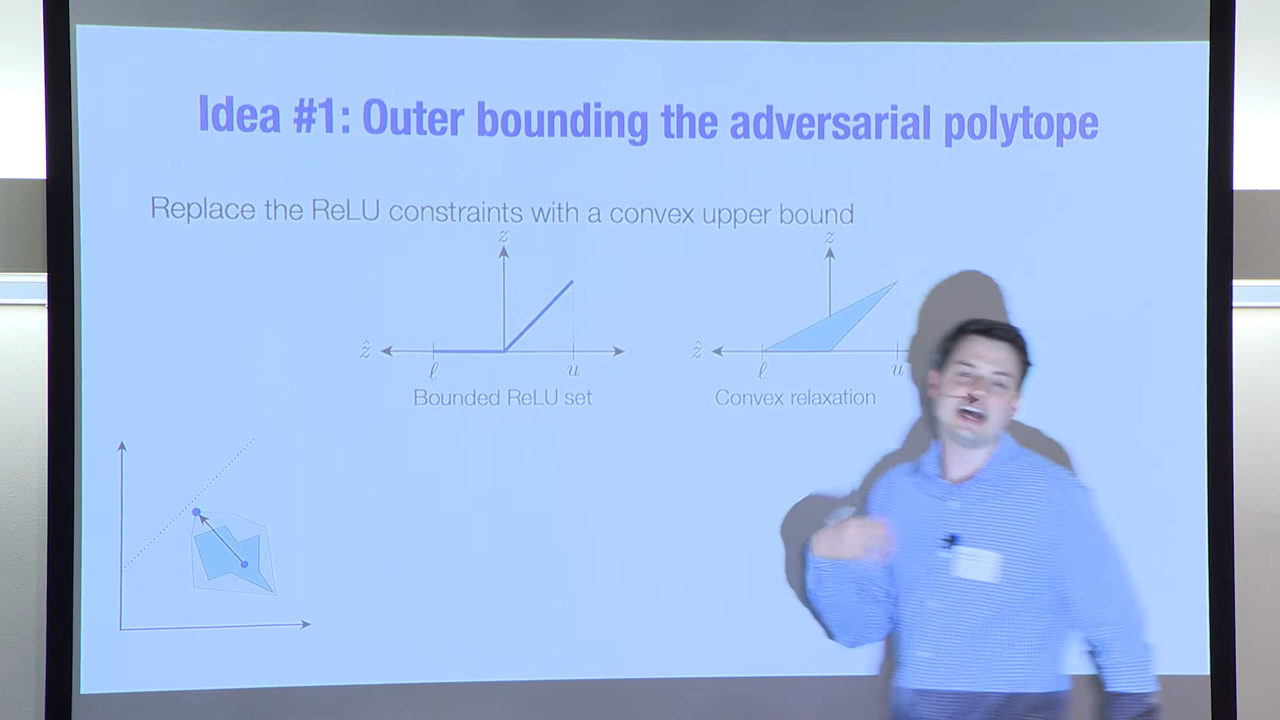 Idea #1: Outer bounding the adversarial polytope
Replace the ReLU constraints with a convex upper bound
z z
ẑ ℓ u ẑ ℓ u
Bounded ReLU set Convex relaxation